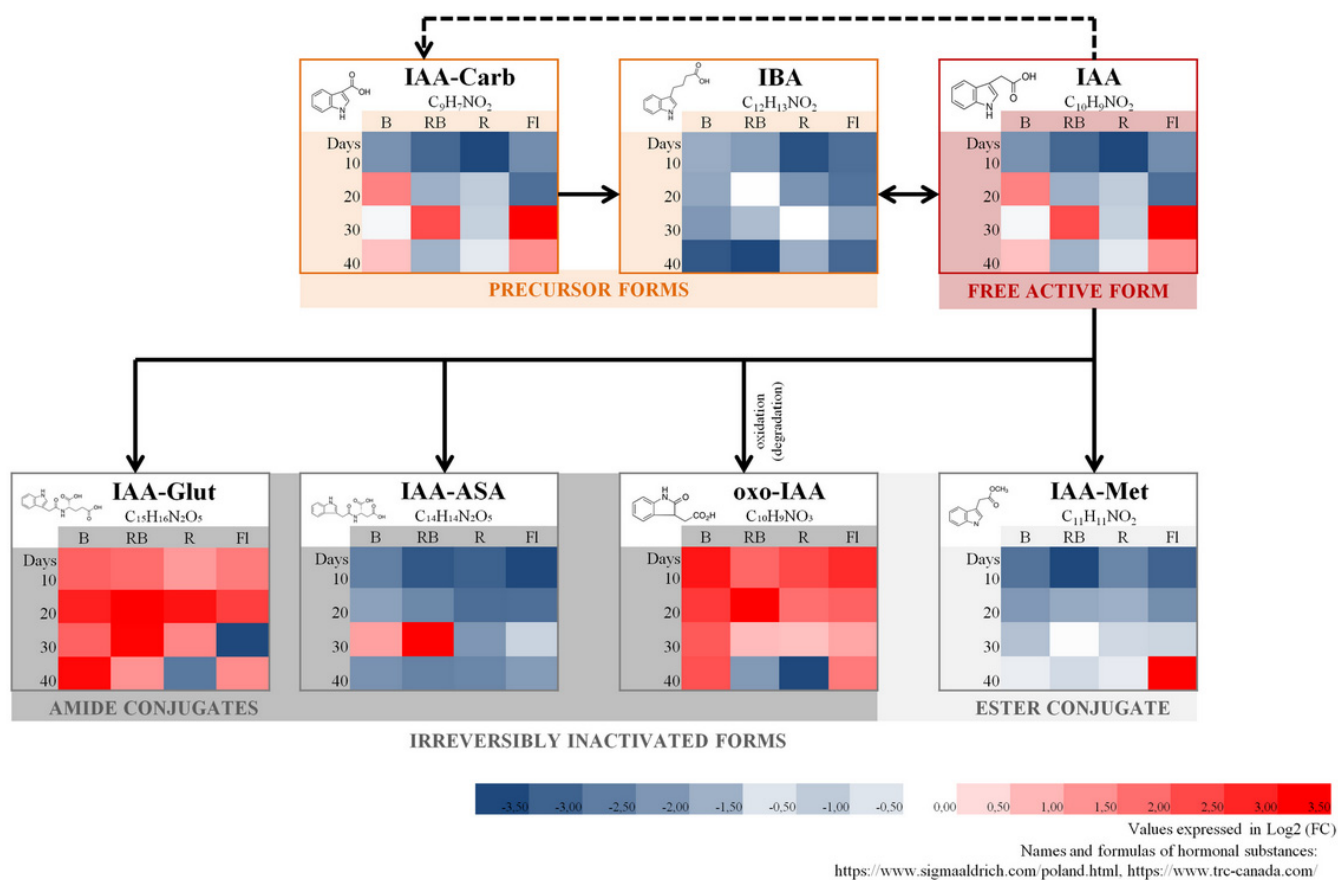 IAA-Carb
C₉H₇NO₂
B RB R Fl
Days
10
20
30
40
IBA
C₁₂H₁₃NO₂
B R Fl
RB
IAA
C₁₀H₉NO₂
B RB R Fl
Days
10
20
30
40
PRECURSOR FORMS
FREE ACTIVE FORM
oxidation
(degradation)
IAA-Glut
C₁₅H₁₆N₂O₅
B RB R Fl
Days
10
20
30
40
IAA-ASA
C₁₄H₁₄N₂O₅
B RB R Fl
Days
10
20
30
40
oxo-IAA
C₁₀H₉NO₃
B RB R Fl
Days
10
20
30
40
IAA-Met
C₁₁H₁₁NO₂
B RB R Fl
Days
10
20
30
40
AMIDE CONJUGATES
ESTER CONJUGATE
IRREVERSIBLY INACTIVATED FORMS
-3,50 -3,00 -2,50 -2,00 -1,50 -0,50 -1,00 -0,50 0,00 0,50 1,00 1,50 2,00 2,50 3,00 3,50
Values expressed in Log2 (FC)
Names and formulas of hormonal substances:
https://www.sigmaaldrich.com/poland.html, https://www.trc-canada.com/